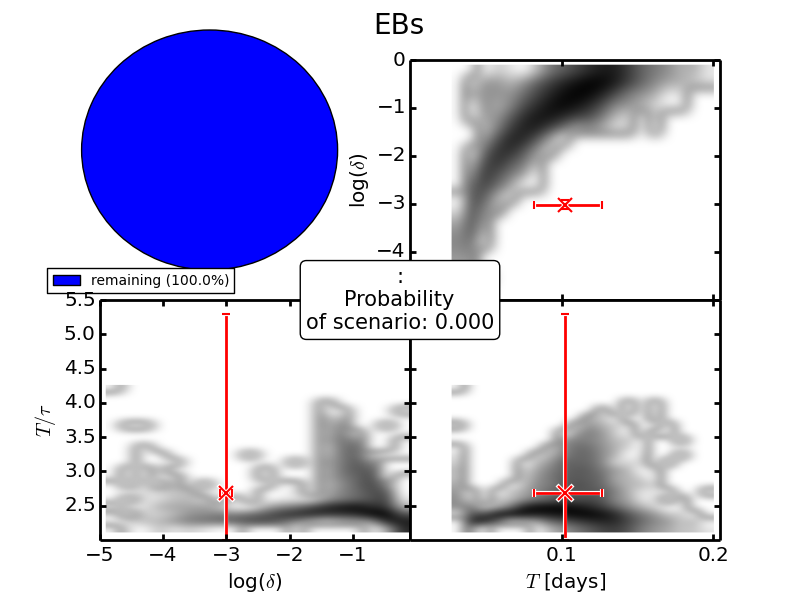 EBs
0
−1
−2
−3
−4
log(δ)
remaining (100.0%)
:
Probability
of scenario: 0.000
5.5
5.0
4.5
4.0
3.5
3.0
2.5
T/τ
−5 −4 −3 −2 −1
0.1 0.2
log(δ)
T [days]